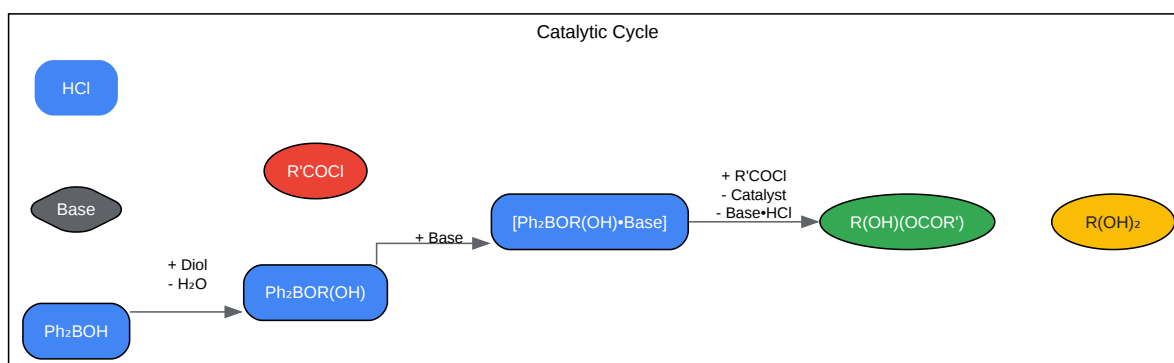 Catalytic Cycle
HCl
R'COCl
Base
+ R'COCl
- Catalyst
- Base•HCl
[Ph₂BOR(OH)•Base]
R(OH)(OCOR')
R(OH)₂
+ Base
+ Diol
- H₂O
Ph₂BOR(OH)
Ph₂BOH